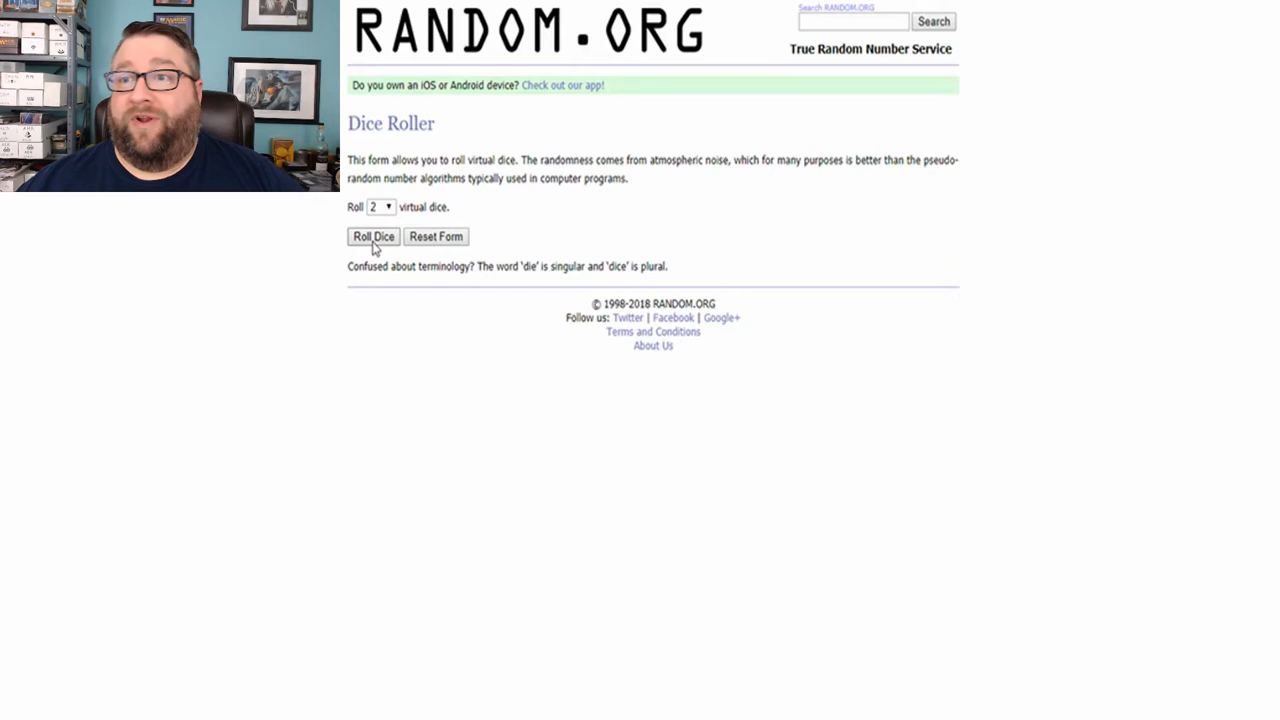 RANDOM.ORG
Search RANDOM.ORG
Search
True Random Number Service
Do you own an iOS or Android device? Check out our app!
Dice Roller
This form allows you to roll virtual dice. The randomness comes from atmospheric noise, which for many purposes is better than the pseudo-
random number algorithms typically used in computer programs.
Roll 2 virtual dice.
Roll Dice Reset Form
Confused about terminology? The word 'die' is singular and 'dice' is plural.
© 1998-2018 RANDOM.ORG
Follow us: Twitter | Facebook | Google+
Terms and Conditions
About Us